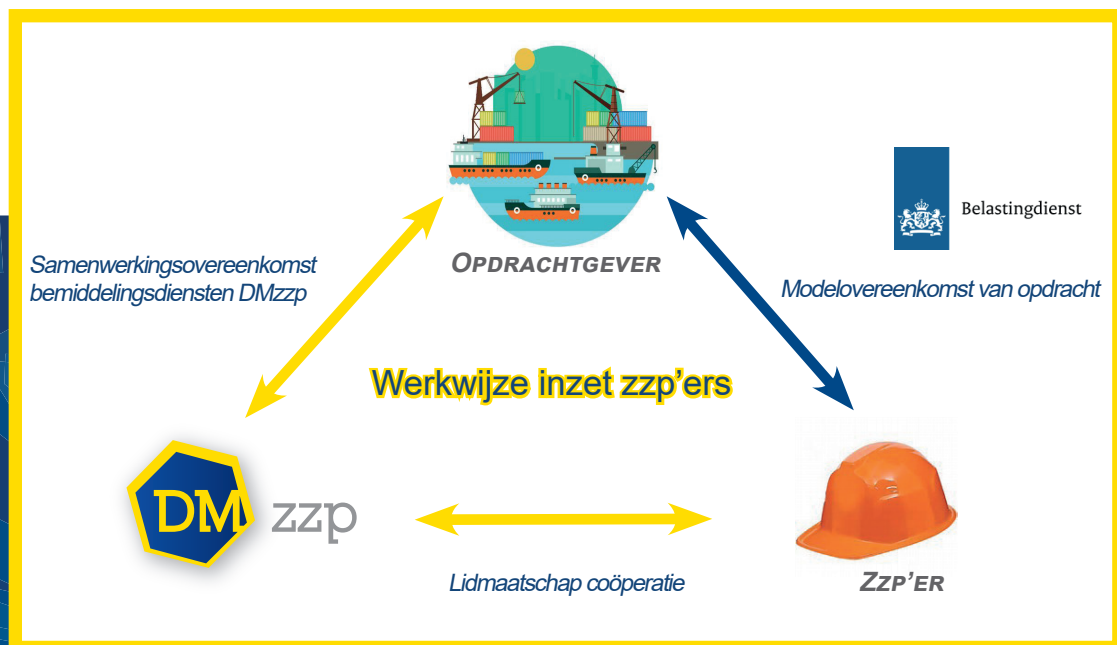 OPDRACHTGEVER
Belastingdienst
Samenwerkingsovereenkomst
bemiddelingsdiensten DMzzp
Modelovereenkomst van opdracht
Werkwijze inzet zzp'ers
DM zzp
Lidmaatschap coöperatie
ZZP'ER